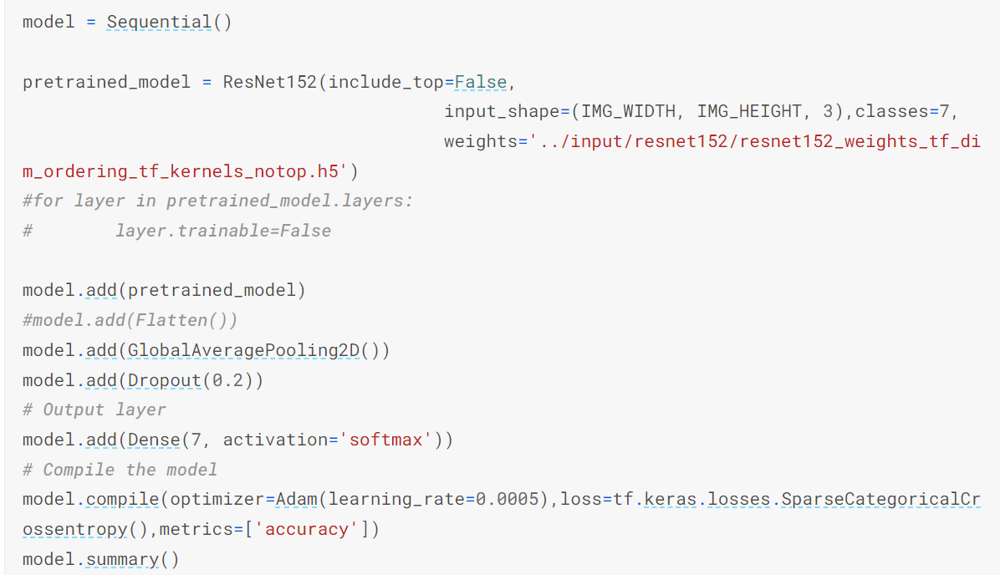 model = Sequential()
pretrained_model = ResNet152(include_top=False,
input_shape=(IMG_WIDTH, IMG_HEIGHT, 3),classes=7,
weights='../input/resnet152/resnet152_weights_tf_di
m_ordering_tf_kernels_notop.h5')
#for layer in pretrained_model.layers:
#        layer.trainable=False
model.add(pretrained_model)
#model.add(Flatten())
model.add(GlobalAveragePooling2D())
model.add(Dropout(0.2))
# Output layer
model.add(Dense(7, activation='softmax'))
# Compile the model
model.compile(optimizer=Adam(learning_rate=0.0005),loss=tf.keras.losses.SparseCategoricalCr
ossentropy(),metrics=['accuracy'])
model.summary()